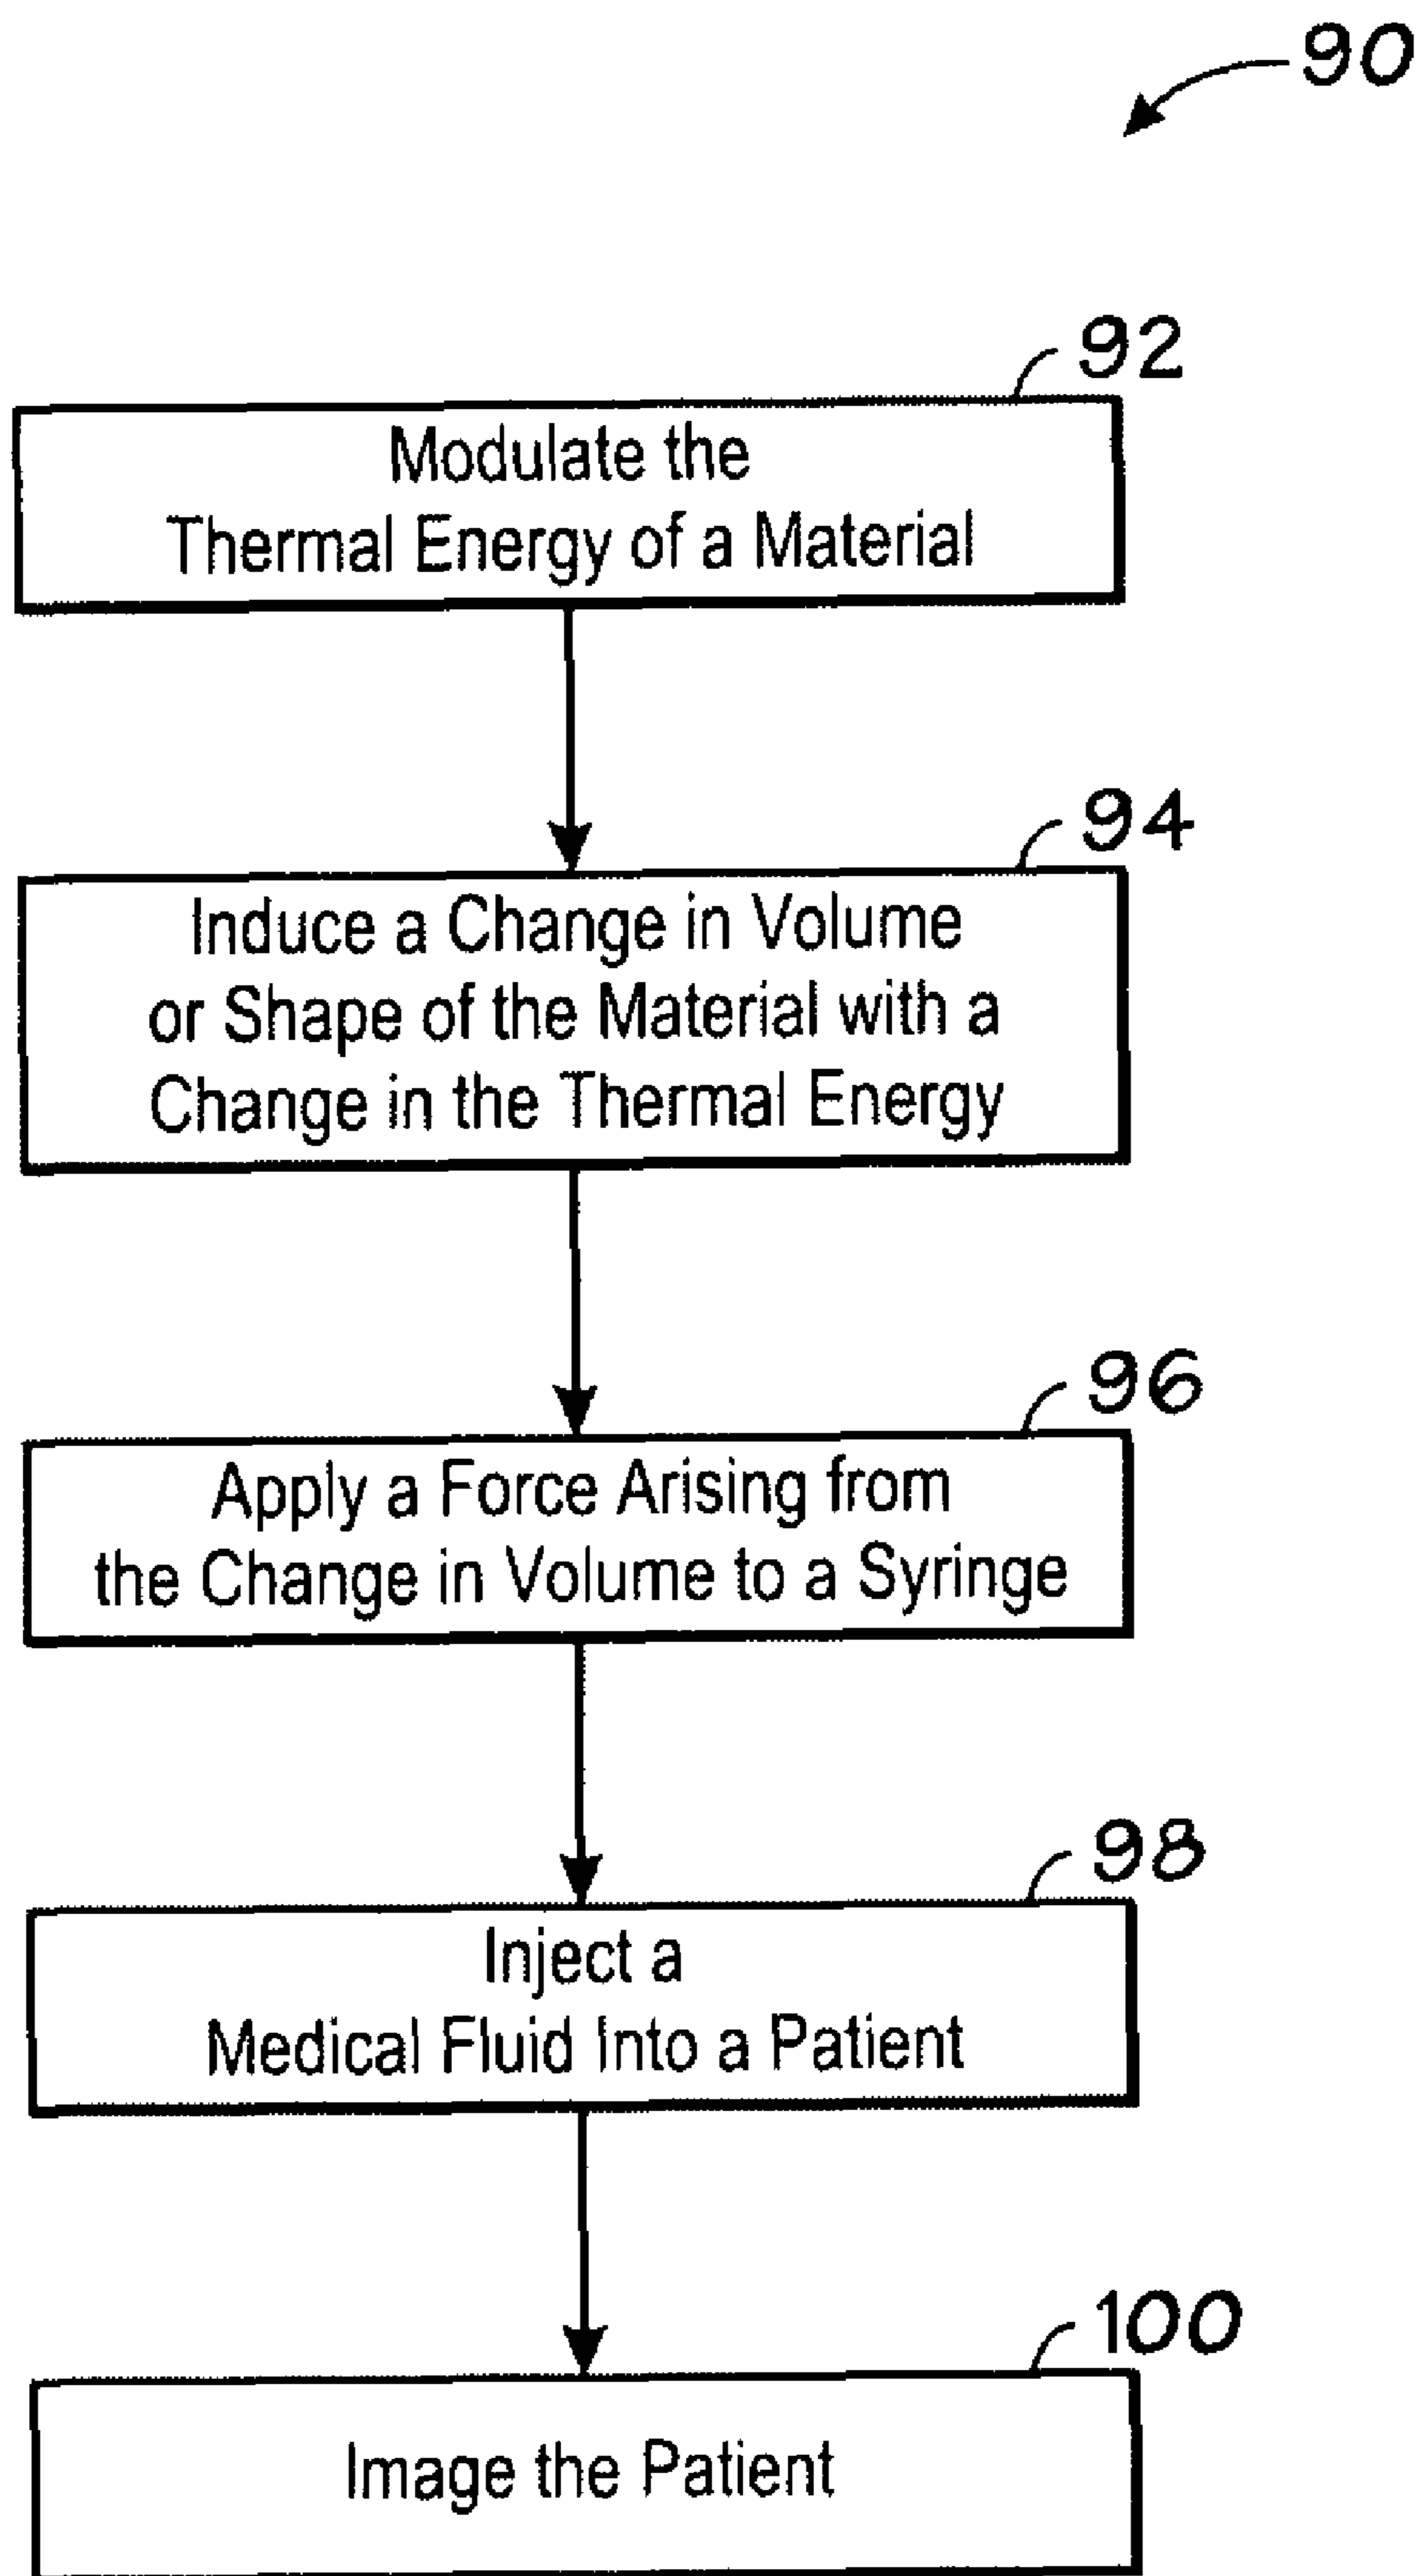 90
92
Modulate the
Thermal Energy of a Material
94
Induce a Change in Volume
or Shape of the Material with a
Change in the Thermal Energy
96
Apply a Force Arising from
the Change in Volume to a Syringe
98
Inject a
Medical Fluid Into a Patient
100
Image the Patient